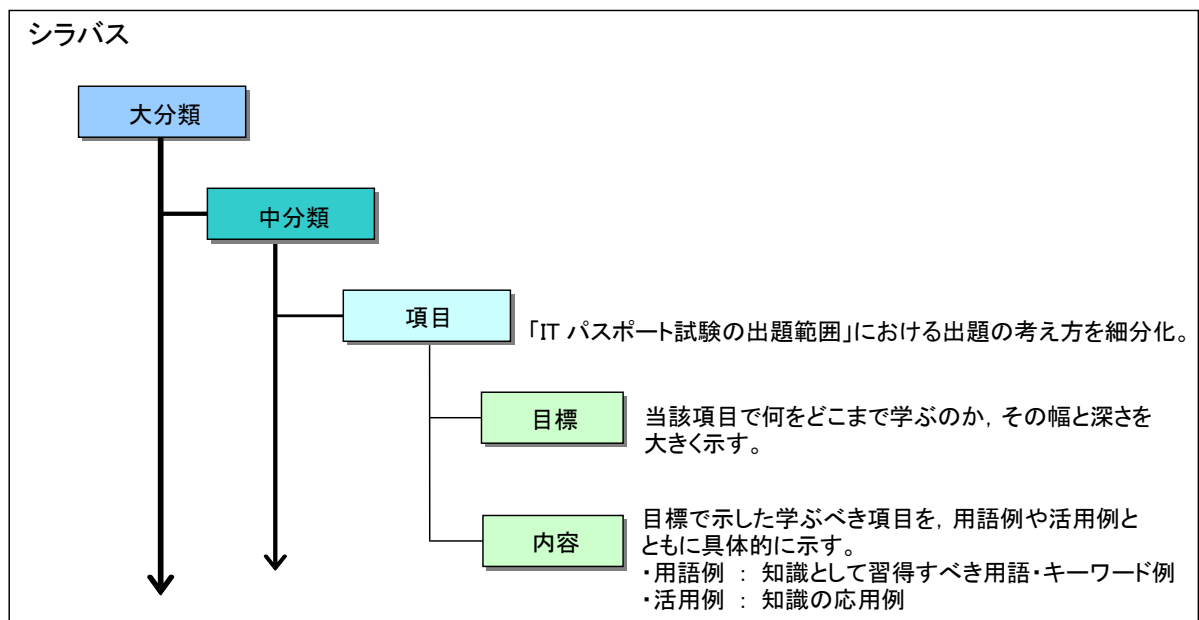 シラバス
大分類
中分類
項目
「IT パスポート試験の出題範囲」における出題の考え方を細分化。
目標
当該項目で何をどこまで学ぶのか, その幅と深さを
大きく示す。
内容
目標で示した学ぶべき項目を, 用語例や活用例と
ともに具体的に示す。
・用語例 : 知識として習得すべき用語・キーワード例
・活用例 : 知識の応用例